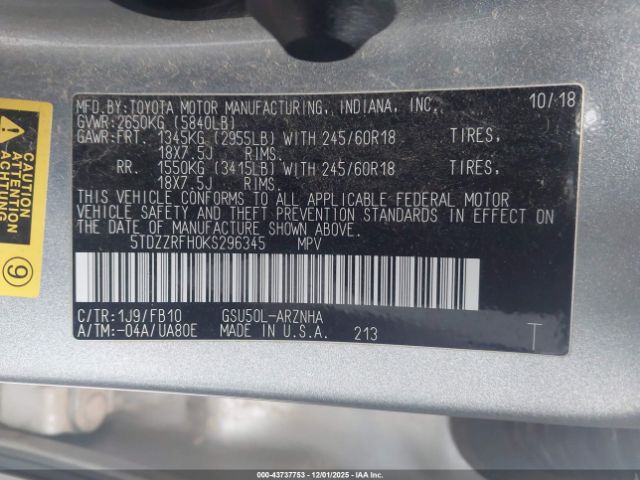 MFD.BY:TOYOTA MOTOR MANUFACTURING, INDIANA, INC. 10/18
GVWR:2650KG (5840LB)
GAWR:FRT. 1345KG (2955LB) WITH 245/60R18 TIRES,
18X7.5J RIMS.
RR. 1550KG (3415LB) WITH 245/60R18 TIRES,
18X7.5J RIMS.
THIS VEHICLE CONFORMS TO ALL APPLICABLE FEDERAL MOTOR
VEHICLE SAFETY AND THEFT PREVENTION STANDARDS IN EFFECT ON
THE DATE OF MANUFACTURE SHOWN ABOVE.
5TDZZRFH0KS296345 MPV
C/TR:1J9/FB10 GSU50L-ARZNHA
A/TM:-04A/UA80E MADE IN U.S.A. 213 T
CAUTION
ATTENTION
ACHTUNG
9
000-43737753 - 12/01/2025 - IAAI.COM